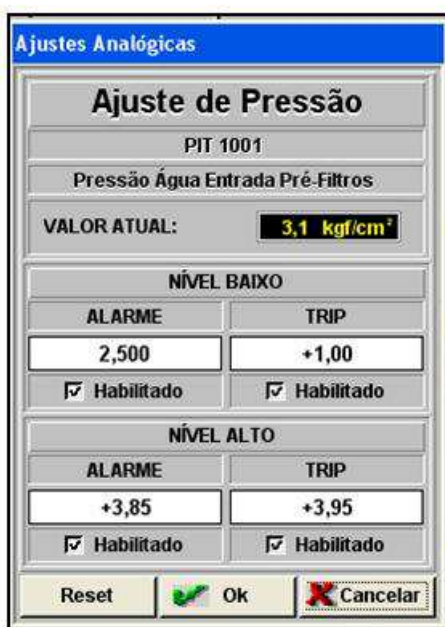 Ajustes Analógicas
Ajuste de Pressão
PIT 1001
Pressão Água Entrada Pré-Filtros
VALOR ATUAL: 3,1 kgf/cm²
NÍVEL BAIXO
ALARME TRIP
2,500 +1,00
Habilitado Habilitado
NÍVEL ALTO
ALARME TRIP
+3,85 +3,95
Habilitado Habilitado
Reset Ok Cancelar